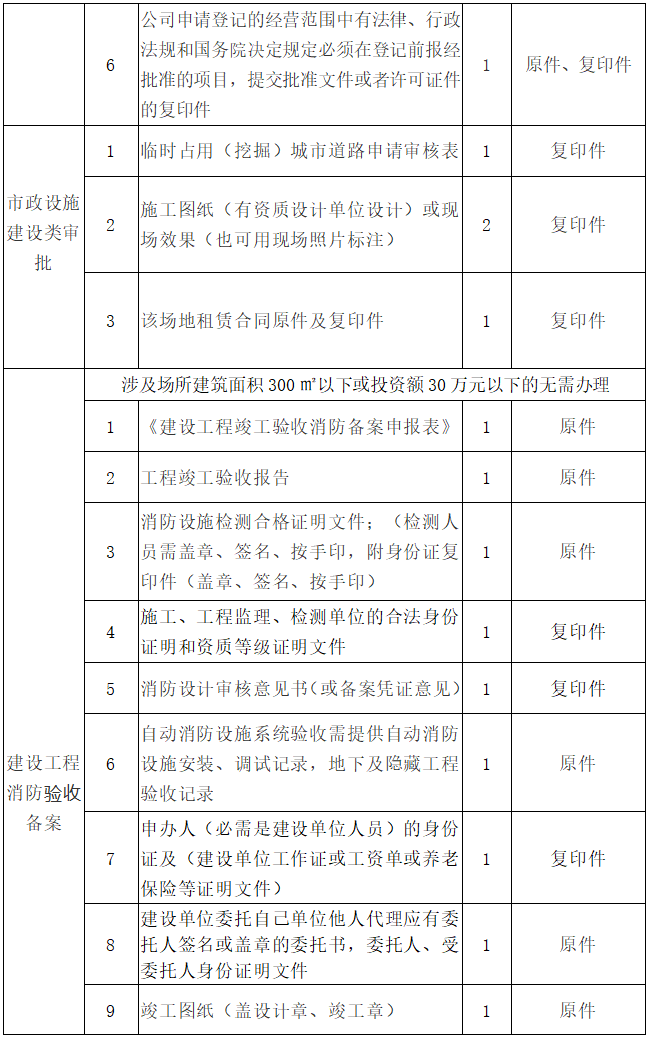 公司申请登记的经营范围中有法律、行政
法规和国务院决定规定必须在登记前报经
批准的项目，提交批准文件或者许可证件
的复印件
6
1
原件、复印件
市政设施
建设类审
批
1
临时占用（挖掘）城市道路申请审核表
1
复印件
2
施工图纸（有资质设计单位设计）或现
场效果（也可用现场照片标注）
2
复印件
3
该场地租赁合同原件及复印件
1
复印件
建设工程
消防验收
备案
涉及场所建筑面积 300 ㎡以下或投资额 30 万元以下的无需办理
1
《建设工程竣工验收消防备案申报表》
1
原件
2
工程竣工验收报告
1
原件
3
消防设施检测合格证明文件；（检测人
员需盖章、签名、按手印，附身份证复
印件（盖章、签名、按手印）
1
原件
4
施工、工程监理、检测单位的合法身份
证明和资质等级证明文件
1
复印件
5
消防设计审核意见书（或备案凭证意见）
1
复印件
6
自动消防设施系统验收需提供自动消防
设施安装、调试记录，地下及隐藏工程
验收记录
1
原件
7
申办人（必需是建设单位人员）的身份
证及（建设单位工作证或工资单或养老
保险等证明文件）
1
复印件
8
建设单位委托自己单位他人代理应有委
托人签名或盖章的委托书，委托人、受
委托人身份证明文件
1
原件
9
竣工图纸（盖设计章、竣工章）
1
原件